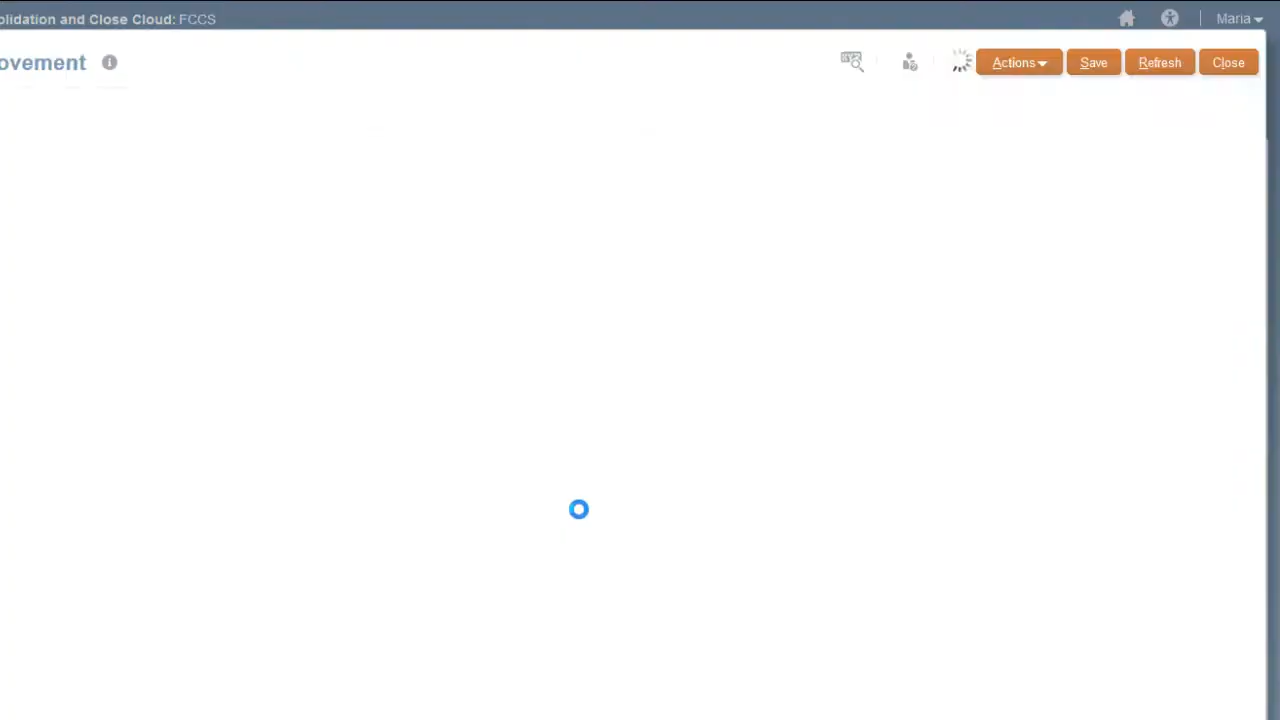 olidation and Close Cloud: FCCS
Maria
ovement
Actions
Save
Refresh
Close